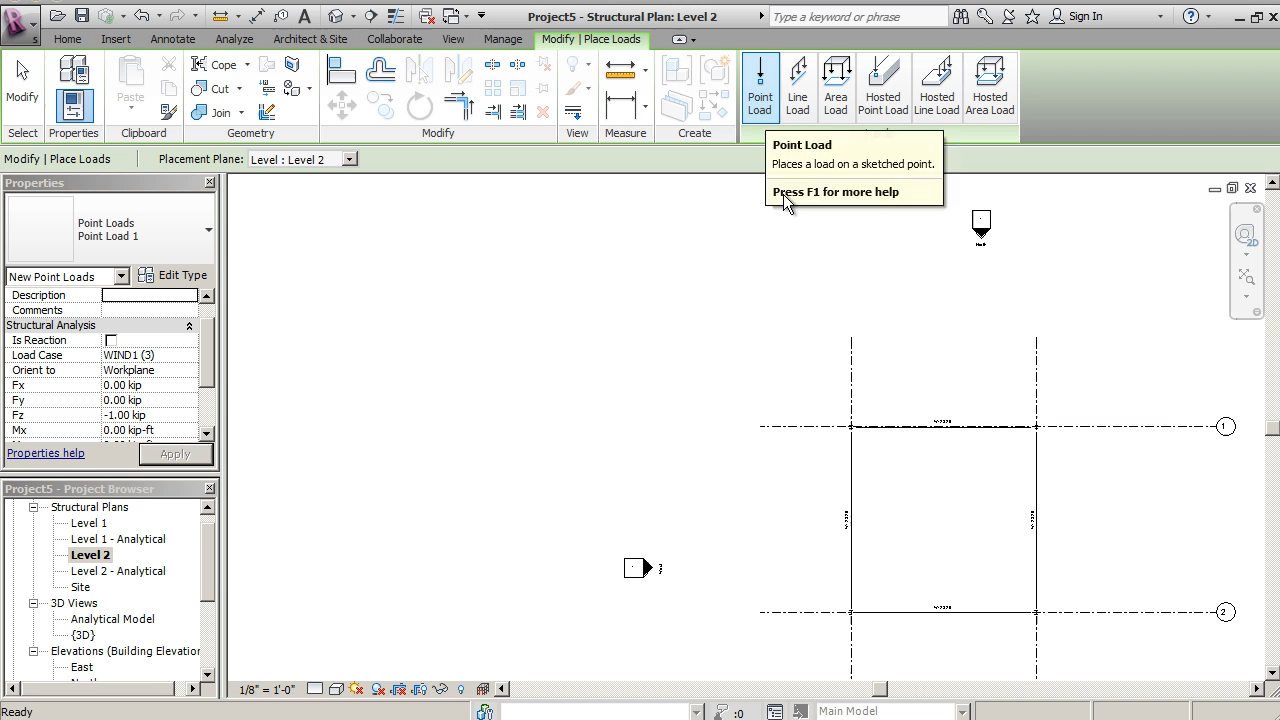 Project5 - Structural Plan: Level 2
Type a keyword or phrase
Sign In
Home Insert Annotate Analyze Architect & Site Collaborate View Manage Modify | Place Loads
Modify
Properties
Paste
Cope
Cut
Join
Point Load
Line Load
Area Load
Hosted Point Load
Hosted Line Load
Hosted Area Load
Select Properties Clipboard Geometry Modify View Measure Create
Modify | Place Loads Placement Plane: Level : Level 2
Point Load
Places a load on a sketched point.
Press F1 for more help
Properties
Point Loads
Point Load 1
New Point Loads Edit Type
Description
Comments
Structural Analysis
Is Reaction
Load Case WIND1 (3)
Orient to Workplane
Fx 0.00 kip
Fy 0.00 kip
Fz -1.00 kip
Mx 0.00 kip-ft
Properties help Apply
Project5 - Project Browser
Structural Plans
Level 1
Level 1 - Analytical
Level 2
Level 2 - Analytical
Site
3D Views
Analytical Model
{3D}
Elevations (Building Elevation
East
1
2
1/8" = 1'-0"
Ready
:0
Main Model